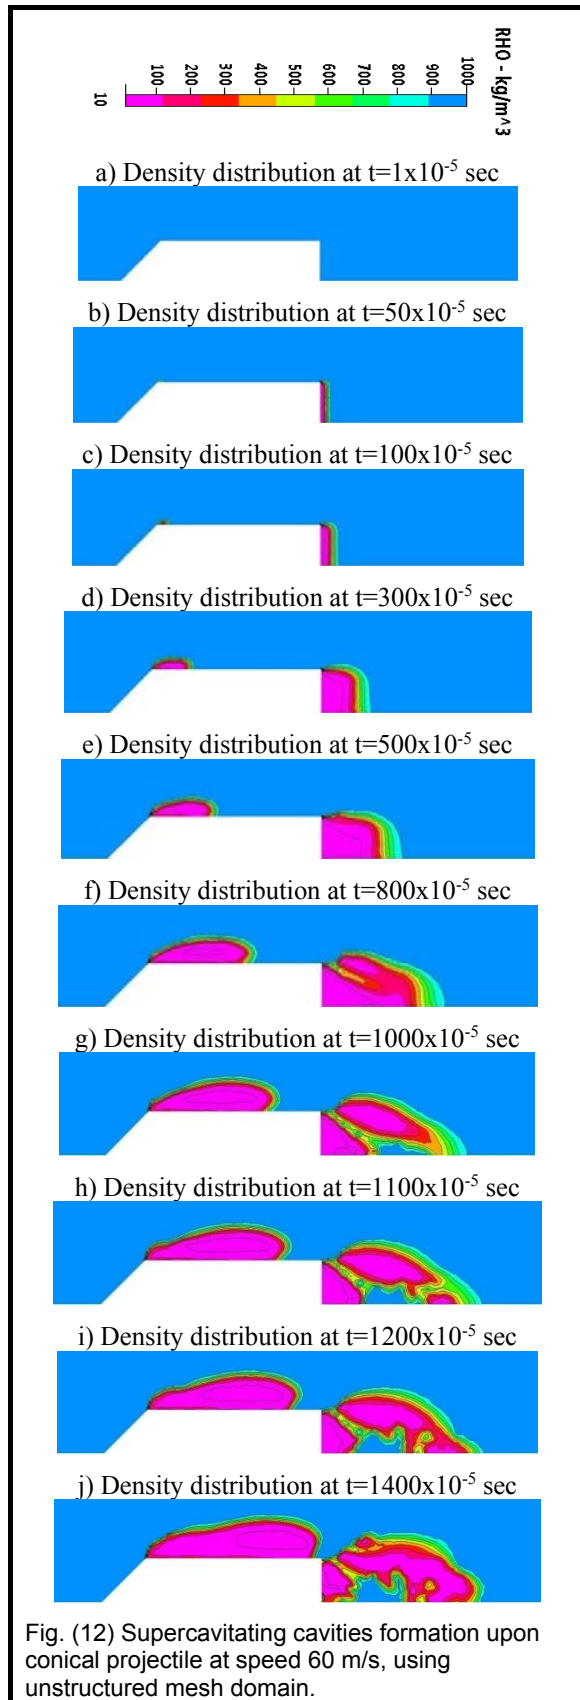 RHO - kg/m^3
10 100 200 300 400 500 600 700 800 900 1000
a) Density distribution at t=1x10⁻⁵ sec
b) Density distribution at t=50x10⁻⁵ sec
c) Density distribution at t=100x10⁻⁵ sec
d) Density distribution at t=300x10⁻⁵ sec
e) Density distribution at t=500x10⁻⁵ sec
f) Density distribution at t=800x10⁻⁵ sec
g) Density distribution at t=1000x10⁻⁵ sec
h) Density distribution at t=1100x10⁻⁵ sec
i) Density distribution at t=1200x10⁻⁵ sec
j) Density distribution at t=1400x10⁻⁵ sec
Fig. (12) Supercavitating cavities formation upon
conical projectile at speed 60 m/s, using
unstructured mesh domain.